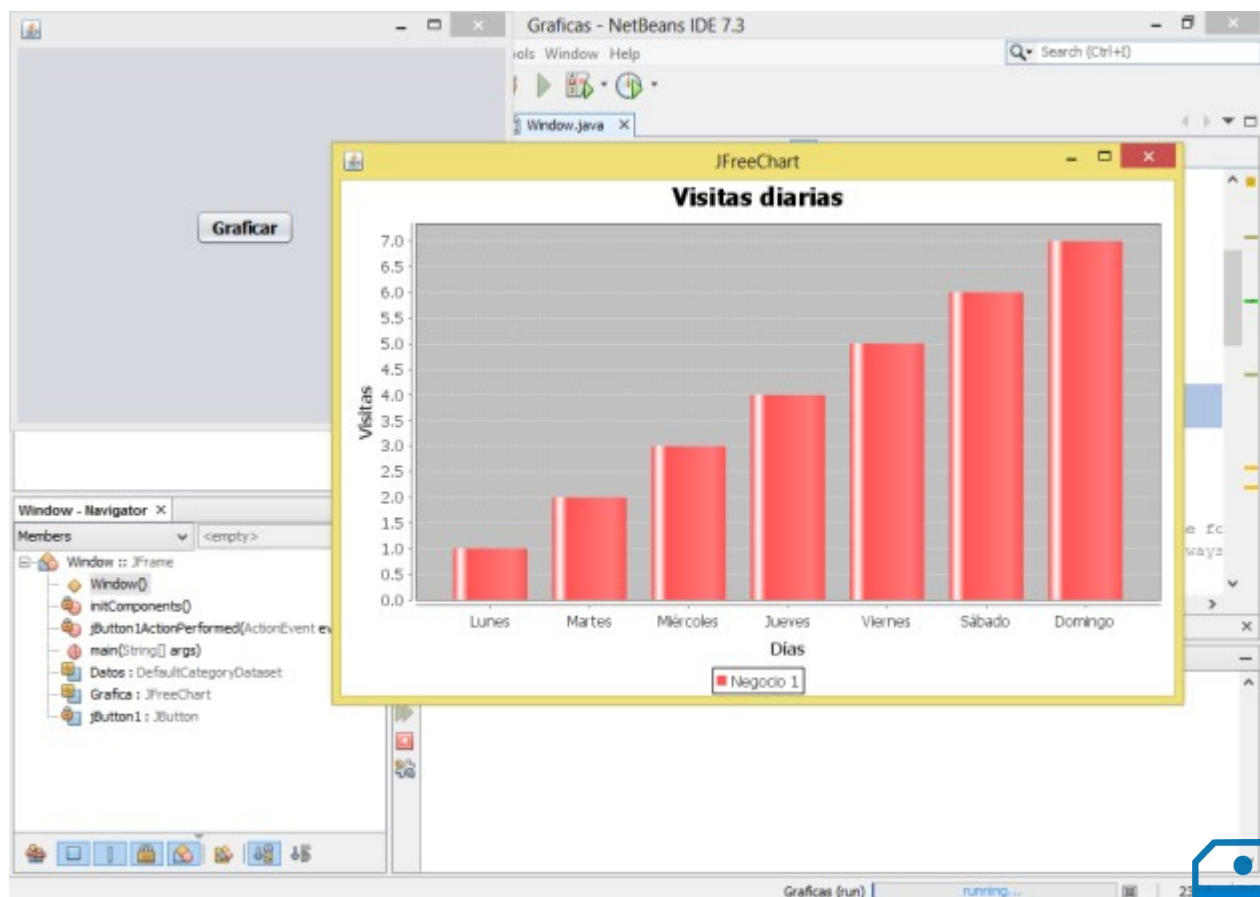 Graficas - NetBeans IDE 7.3
Window Help
Search (Ctrl+I)
Window.java
Graficar
JFreeChart
Visitas diarias
Visitas
7.0
6.5
6.0
5.5
5.0
4.5
4.0
3.5
3.0
2.5
2.0
1.5
1.0
0.5
0.0
Lunes Martes Miércoles Jueves Viernes Sábado Domingo
Días
Negocio 1
Window - Navigator
Members
<empty>
Window :: JFrame
Window()
initComponents()
jButton1ActionPerformed(ActionEvent
main(String[] args)
Datos : DefaultCategoryDataset
Grafica : JFreeChart
jButton1 : JButton
Graficas (run)
running...